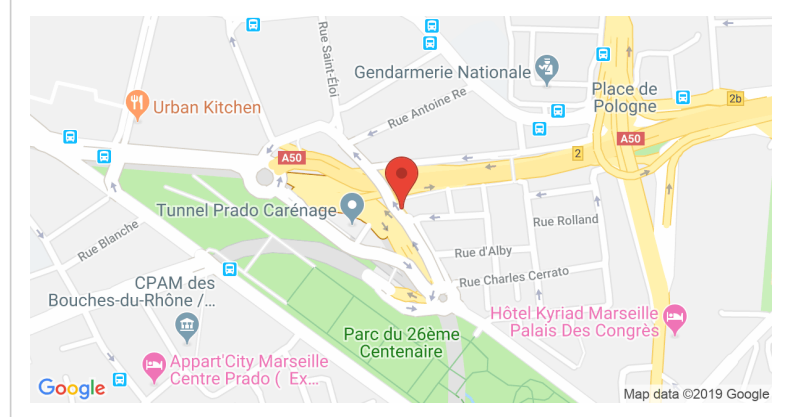 Rue Saint-Éloi
Gendarmerie Nationale
Place de
Pologne
2b
Urban Kitchen
Rue Antoine Re
A50
A50
2
Tunnel Prado Carénage
Rue Rolland
Rue Blanche
Rue d'Alby
Rue Charles Cerrato
CPAM des
Bouches-du-Rhône /...
Hôtel Kyriad Marseille
Palais Des Congrès
Parc du 26ème
Centenaire
Appart'City Marseille
Centre Prado ( Ex...
Google
Map data ©2019 Google